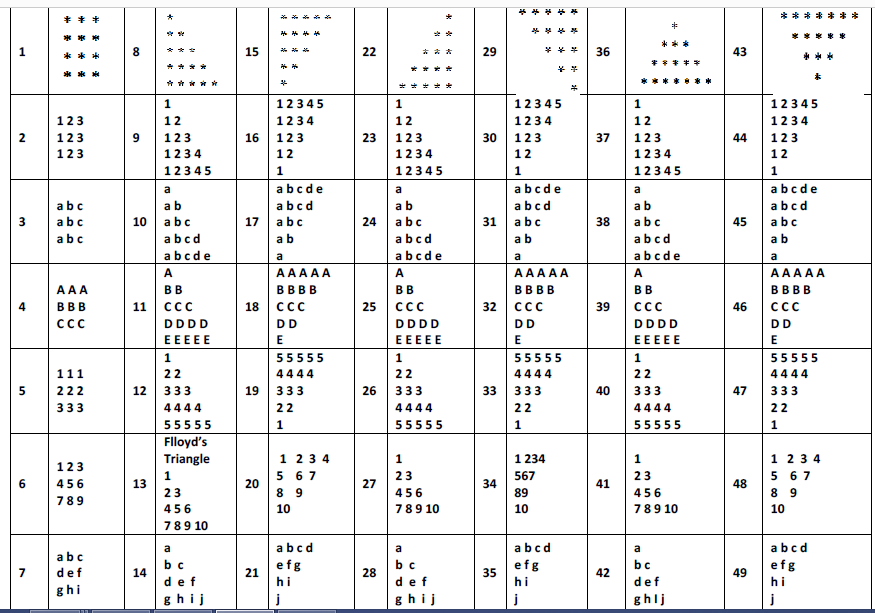 1
* * *
* * *
* * *
* * *
8
*
* *
* * *
* * * *
* * * * *
15
* * * * *
* * * *
* * *
* *
*
22
*
* *
* * *
* * * *
* * * * *
29
* * * * *
* * * *
* * *
* *
*
36
*
* * *
* * * * *
* * * * * * *
43
* * * * * * *
* * * * *
* * *
*
2
1 2 3
1 2 3
1 2 3
9
1
1 2
1 2 3
1 2 3 4
1 2 3 4 5
16
1 2 3 4 5
1 2 3 4
1 2 3
1 2
1
23
1
1 2
1 2 3
1 2 3 4
1 2 3 4 5
30
1 2 3 4 5
1 2 3 4
1 2 3
1 2
1
37
1
1 2
1 2 3
1 2 3 4
1 2 3 4 5
44
1 2 3 4 5
1 2 3 4
1 2 3
1 2
1
3
a b c
a b c
a b c
10
a
a b
a b c
a b c d
a b c d e
17
a b c d e
a b c d
a b c
a b
a
24
a
a b
a b c
a b c d
a b c d e
31
a b c d e
a b c d
a b c
a b
a
38
a
a b
a b c
a b c d
a b c d e
45
a b c d e
a b c d
a b c
a b
a
4
A A A
B B B
C C C
11
A
B B
C C C
D D D D
E E E E E
18
A A A A A
B B B B
C C C
D D
E
25
A
B B
C C C
D D D D
E E E E E
32
A A A A A
B B B B
C C C
D D
E
39
A
B B
C C C
D D D D
E E E E E
46
A A A A A
B B B B
C C C
D D
E
5
1 1 1
2 2 2
3 3 3
12
1
2 2
3 3 3
4 4 4 4
5 5 5 5 5
19
5 5 5 5 5
4 4 4 4
3 3 3
2 2
1
26
1
2 2
3 3 3
4 4 4 4
5 5 5 5 5
33
5 5 5 5 5
4 4 4 4
3 3 3
2 2
1
40
1
2 2
3 3 3
4 4 4 4
5 5 5 5 5
47
5 5 5 5 5
4 4 4 4
3 3 3
2 2
1
6
1 2 3
4 5 6
7 8 9
13
Flloyd’s
Triangle
1
2 3
4 5 6
7 8 9 10
20
1 2 3 4
5 6 7
8 9
10
27
1
2 3
4 5 6
7 8 9 10
34
1 234
567
89
10
41
1
2 3
4 5 6
7 8 9 10
48
1 2 3 4
5 6 7
8 9
10
7
a b c
d e f
g h i
14
a
b c
d e f
g h i j
21
a b c d
e f g
h i
j
28
a
b c
d e f
g h i j
35
a b c d
e f g
h i
j
42
a
b c
d e f
g h I j
49
a b c d
e f g
h i
j